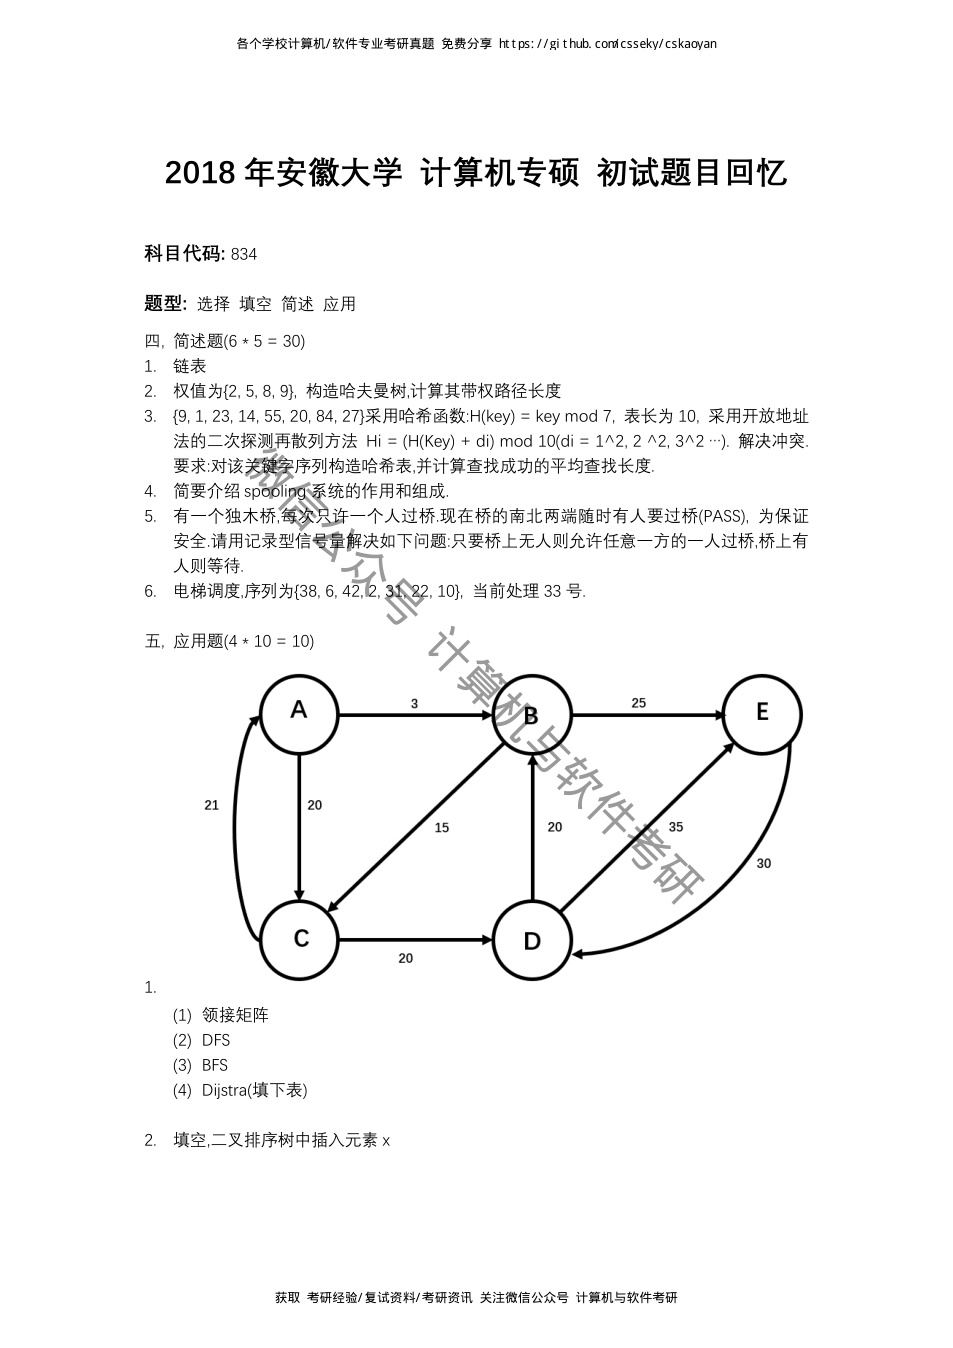 各个学校计算机/软件专业考研真题 免费分享 https://github.com/csseky/cskaoyan
2018 年安徽大学 计算机专硕 初试题目回忆
科目代码: 834
题型: 选择 填空 简述 应用
四, 简述题(6 * 5 = 30)
1. 链表
2. 权值为{2, 5, 8, 9}, 构造哈夫曼树,计算其带权路径长度
3. {9, 1, 23, 14, 55, 20, 84, 27}采用哈希函数:H(key) = key mod 7, 表长为 10, 采用开放地址
法的二次探测再散列方法 Hi = (H(Key) + di) mod 10(di = 1^2, 2 ^2, 3^2 …). 解决冲突.
要求:对该关键字序列构造哈希表,并计算查找成功的平均查找长度.
4. 简要介绍 spooling 系统的作用和组成.
5. 有一个独木桥,每次只许一个人过桥.现在桥的南北两端随时有人要过桥(PASS), 为保证
安全.请用记录型信号量解决如下问题:只要桥上无人则允许任意一方的一人过桥,桥上有
人则等待.
6. 电梯调度,序列为{38, 6, 42, 2, 31, 22, 10}, 当前处理 33 号.
微信公众号 计算机与软件考研
五, 应用题(4 * 10 = 10)
A
3
B
25
E
21
20
15
20
35
30
C
20
D
1.
(1) 领接矩阵
(2) DFS
(3) BFS
(4) Dijstra(填下表)
2. 填空,二叉排序树中插入元素 x
获取 考研经验/复试资料/考研资讯 关注微信公众号 计算机与软件考研